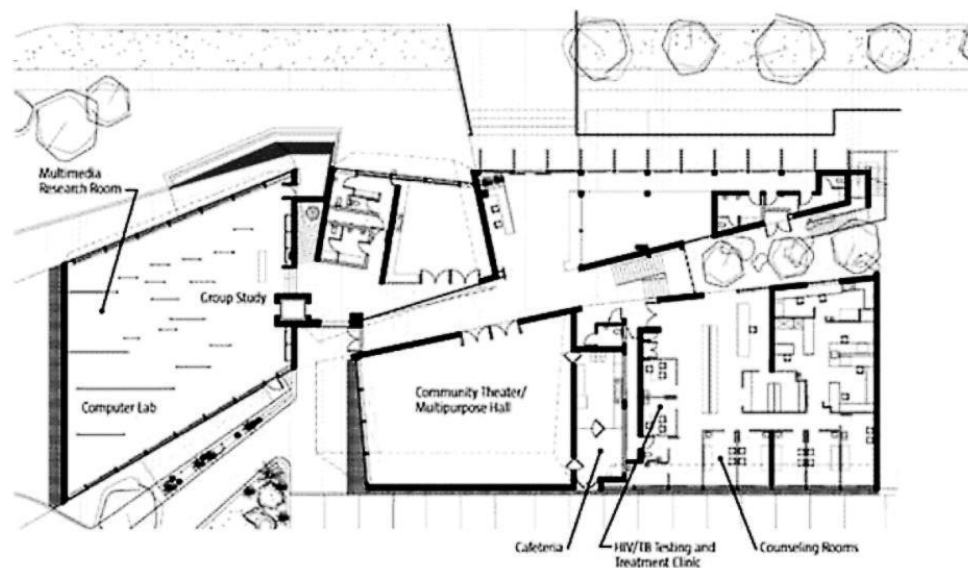 Multimedia
Research Room
Group Study
Computer Lab
Community Theater/
Multipurpose Hall
Cafeteria
HIV/TB Testing and
Treatment Clinic
Counseling Rooms